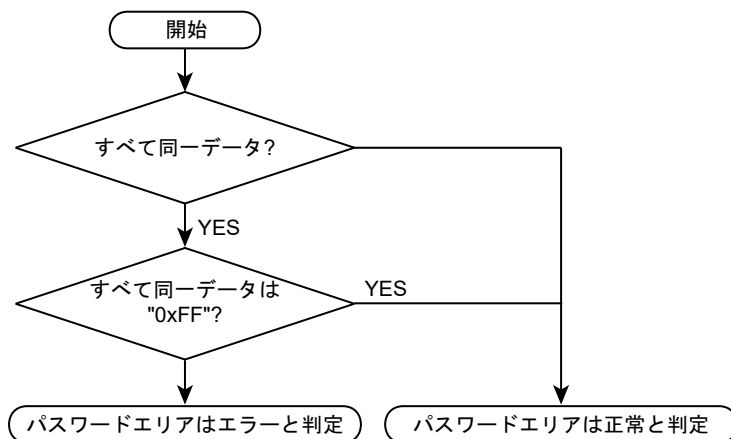 開始
すべて同一データ?
YES
すべて同一データは
"0xFF"?
YES
パスワードエリアはエラーと判定
パスワードエリアは正常と判定